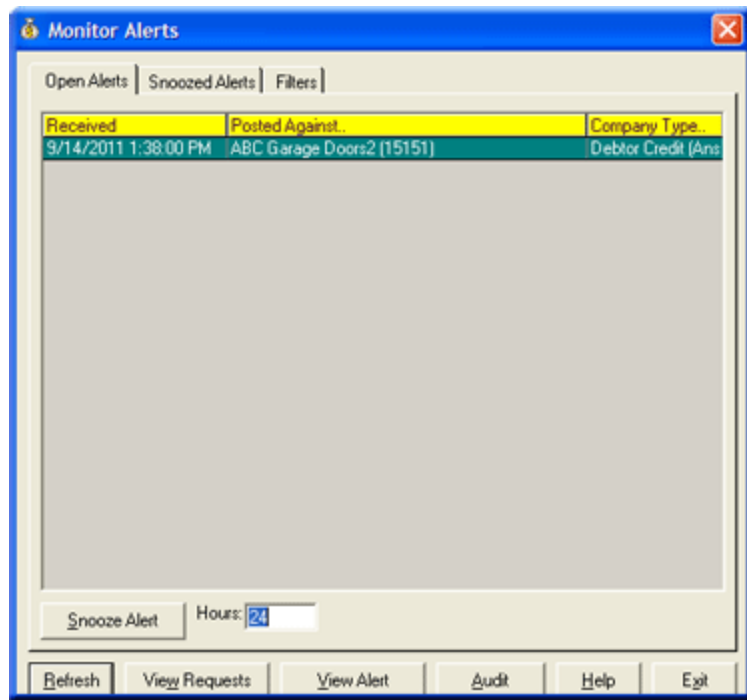 Monitor Alerts
Open Alerts Snoozed Alerts Filters
Received Posted Against.. Company Type..
9/14/2011 1:38:00 PM ABC Garage Doors2 (15151) Debtor Credit (Ans
Snooze Alert Hours: 24
Refresh View Requests View Alert Audit Help Exit